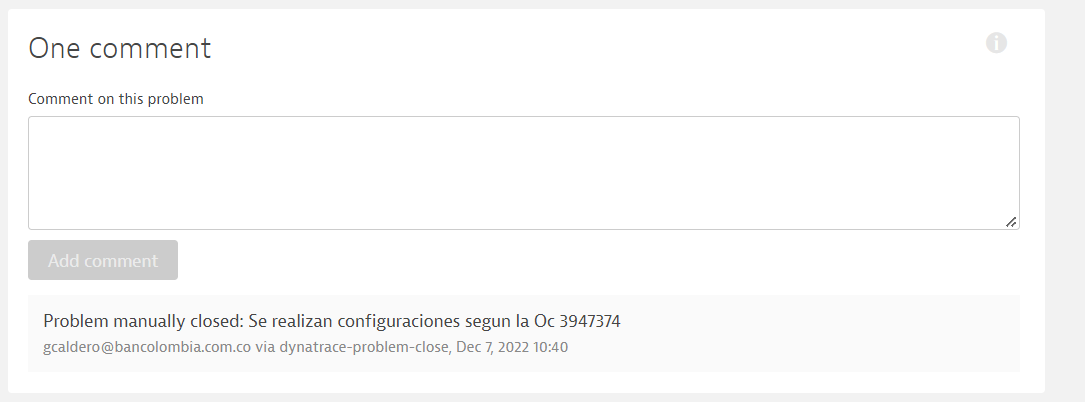 One comment
Comment on this problem
Add comment
Problem manually closed: Se realizan configuraciones segun la Oc 3947374
gcaldero@bancolombia.com.co via dynatrace-problem-close, Dec 7, 2022 10:40